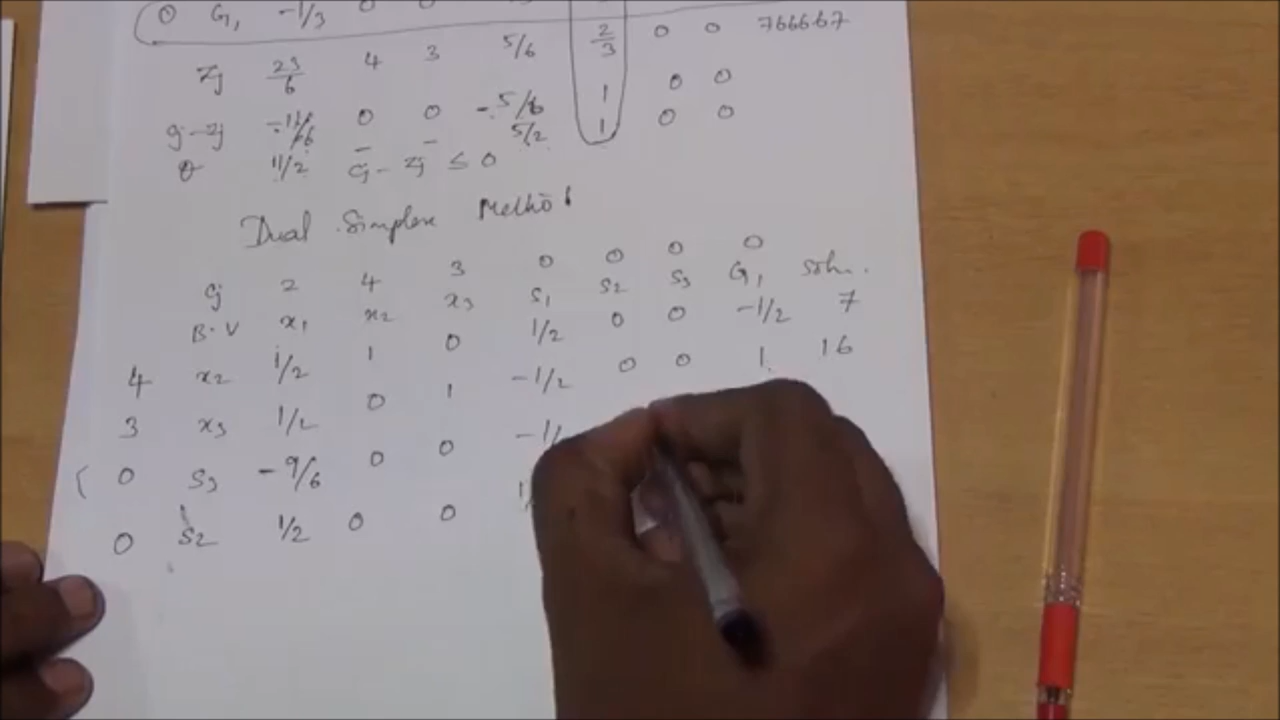 0 G₁ -1/3 0 0
Zj 23/6 4 3 5/6 2/3 0 0 766667
Cj - Zj -11/6 0 0 -5/6 1 0 0
θ 11/2 - - 5/2 1 0 0
Cj - Zj ≤ 0
Dual Simplex Method
Cj 2 4 3 0 0 0 0
B.V x₁ x₂ x₃ S₁ S₂ S₃ G₁ Soln.
4 x₂ 1/2 1 0 1/2 0 0 -1/2 7
3 x₃ 1/2 0 1 -1/2 0 0 1 16
0 S₃ -9/6 0 0
0 S₂ 1/2 0 0